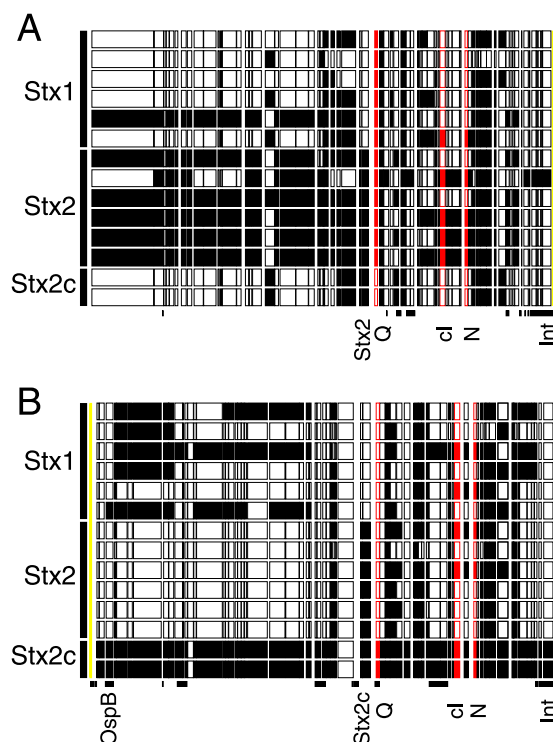 A
Stx1
Stx2
Stx2c
Stx2 Q cI N Int
B
Stx1
Stx2
Stx2c
OspB Stx2c Q cI N Int